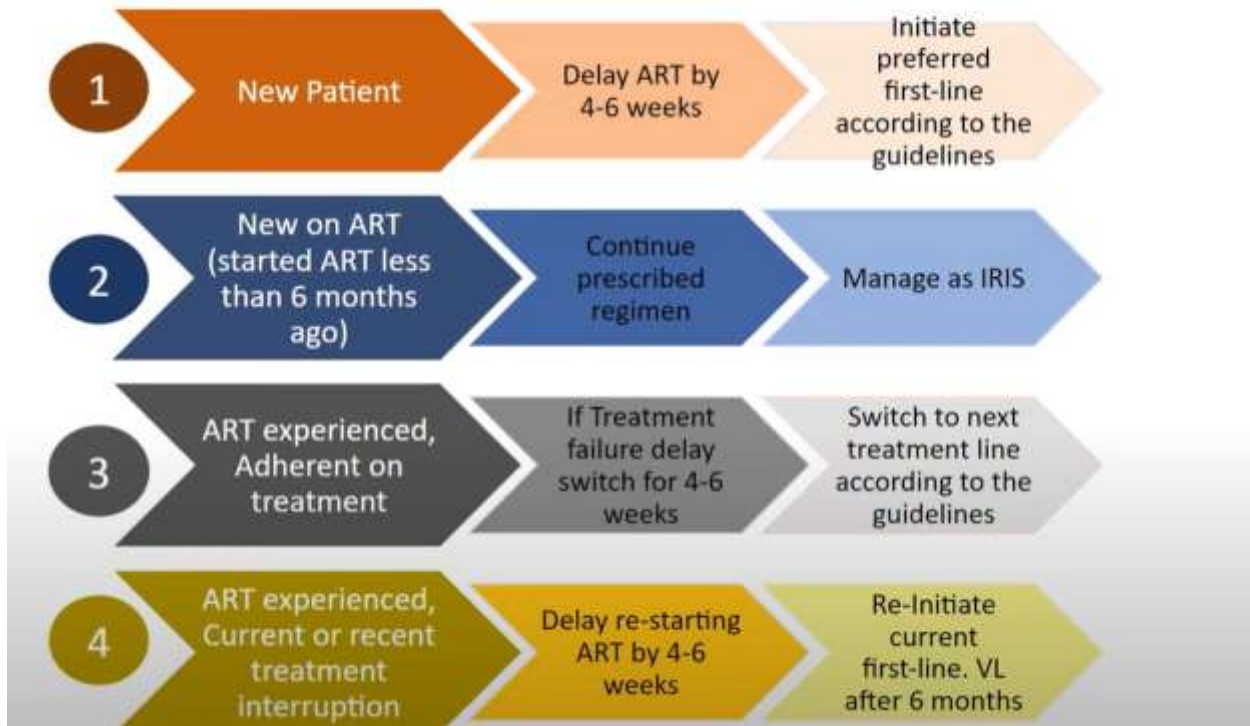 1
New Patient
Delay ART by
4-6 weeks
Initiate
preferred
first-line
according to the
guidelines
2
New on ART
(started ART less
than 6 months
ago)
Continue
prescribed
regimen
Manage as IRIS
3
ART experienced,
Adherent on
treatment
If Treatment
failure delay
switch for 4-6
weeks
Switch to next
treatment line
according to the
guidelines
4
ART experienced,
Current or recent
treatment
interruption
Delay re-starting
ART by 4-6
weeks
Re-Initiate
current
first-line. VL
after 6 months